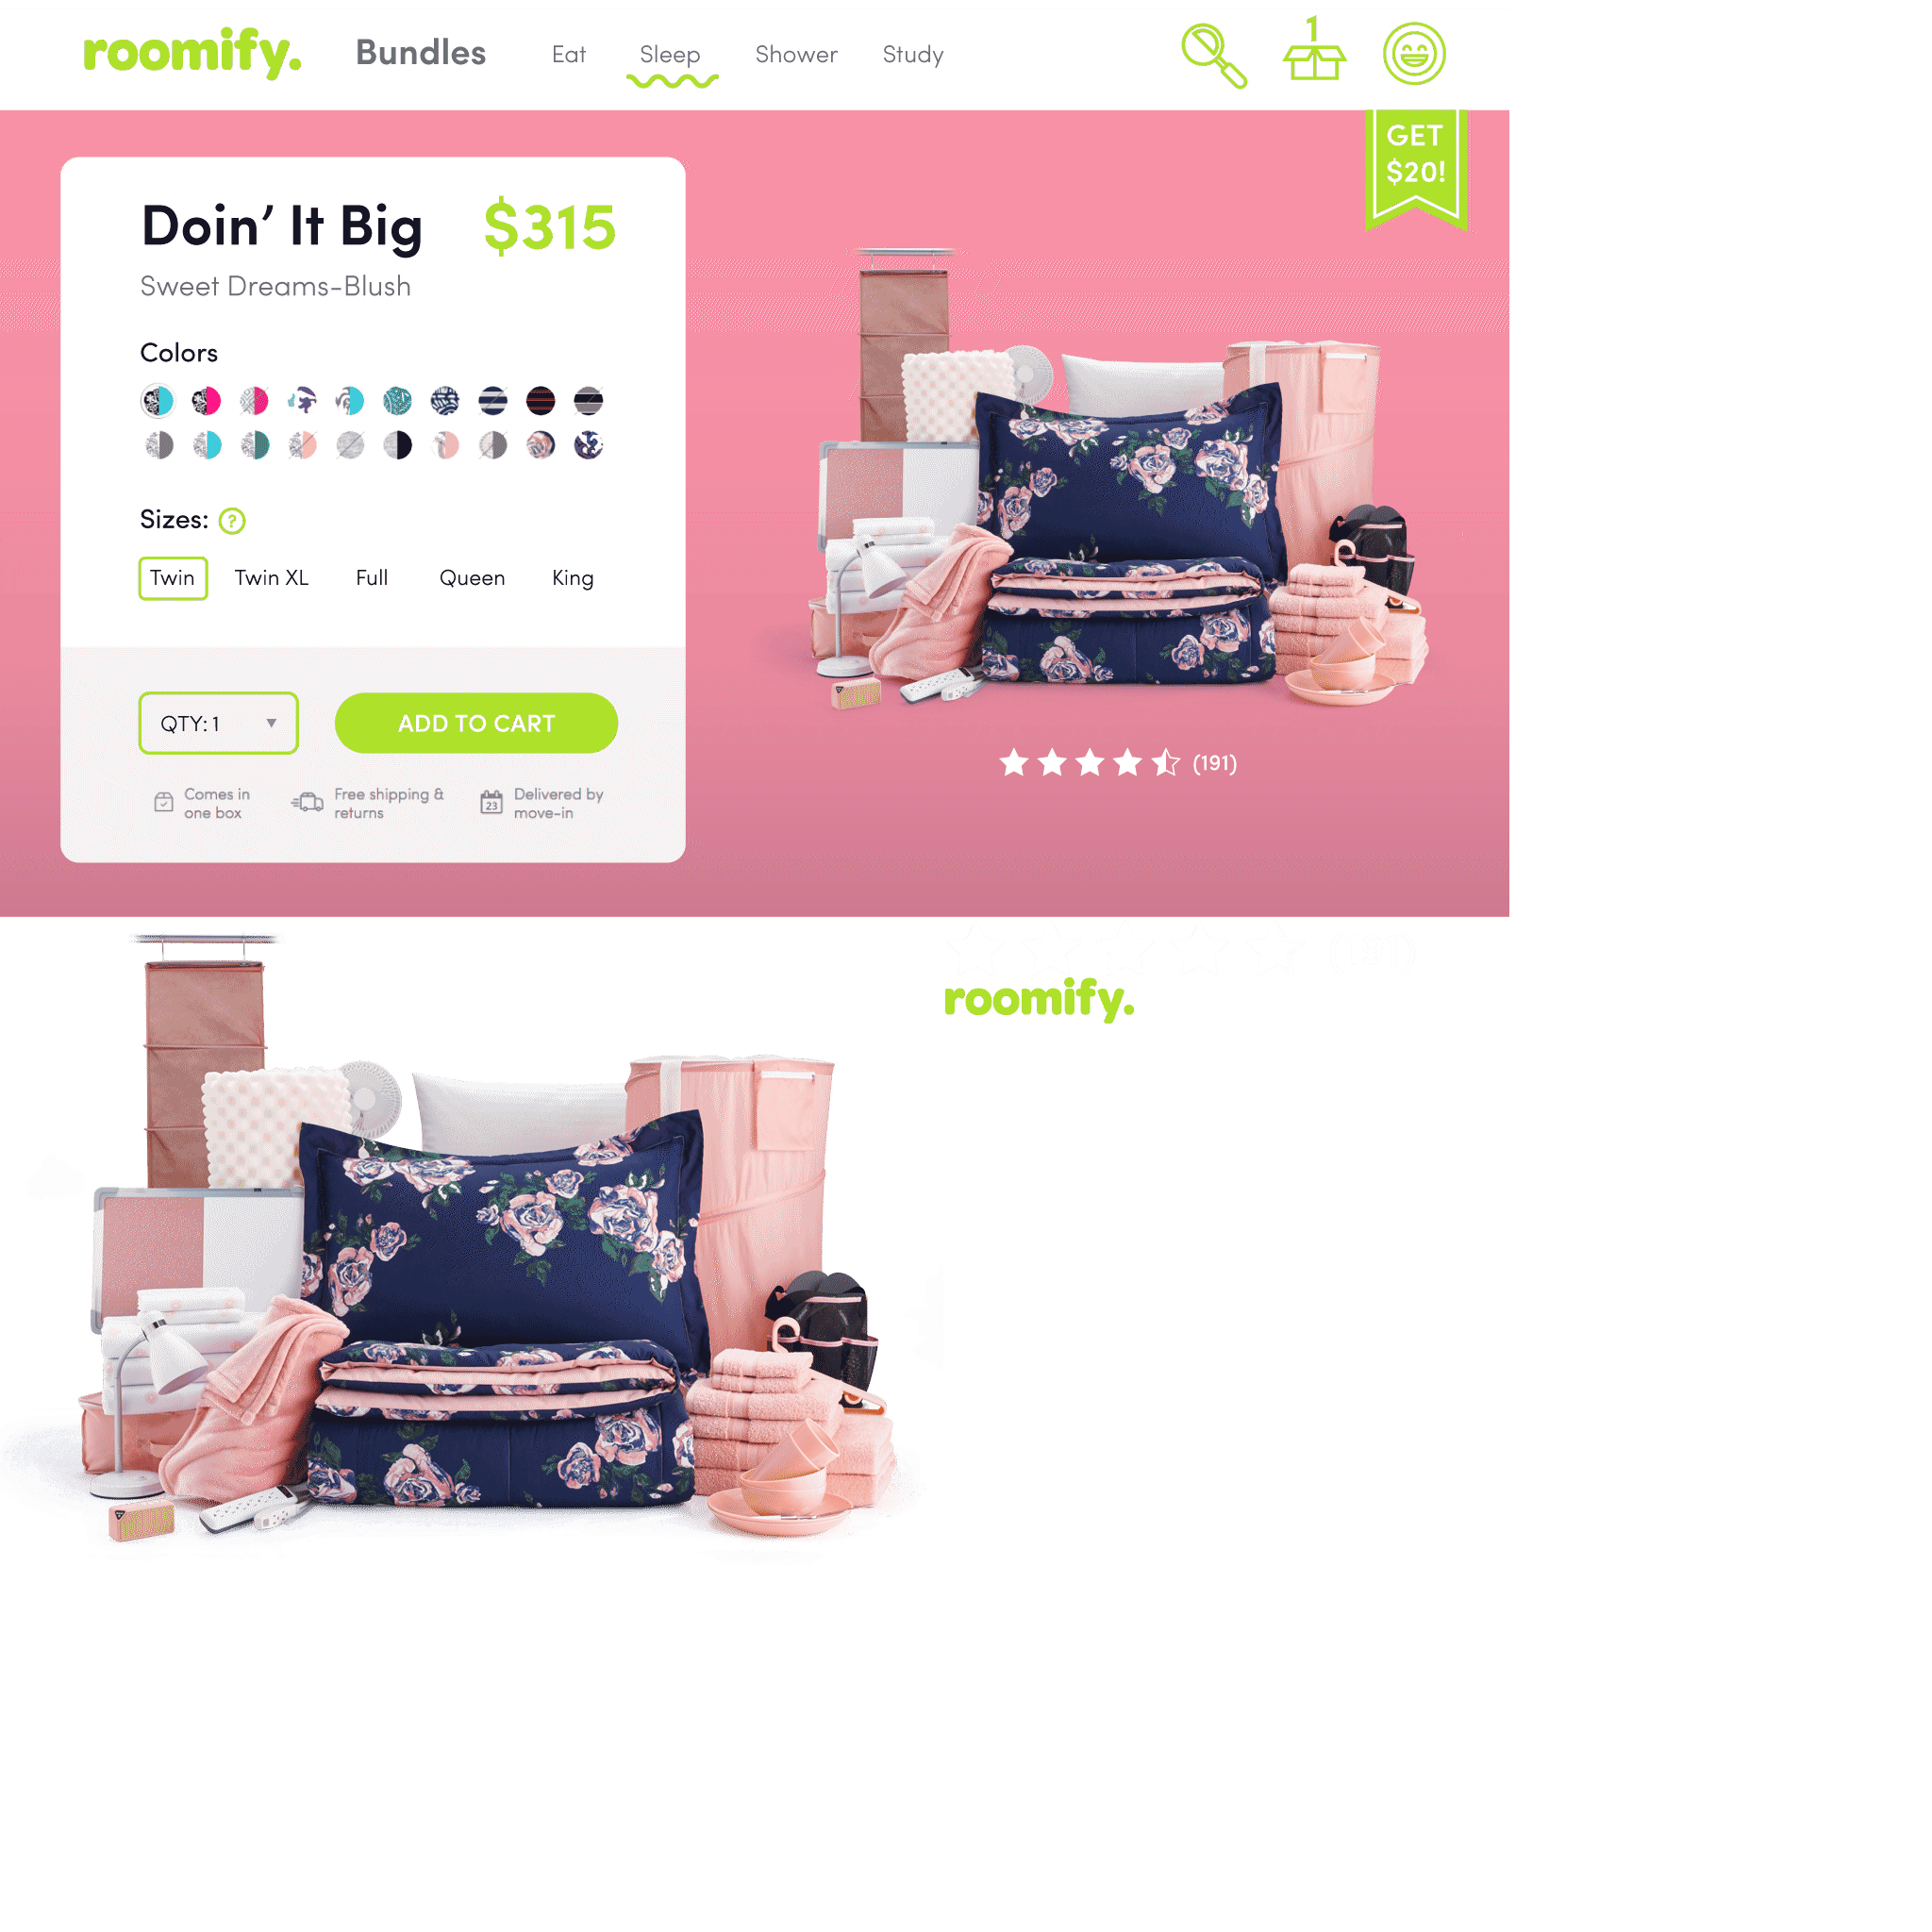 roomify.
Bundles
Eat
Sleep
Shower
Study
1
GET
$20!
Doin’ It Big
$315
Sweet Dreams-Blush
Colors
Sizes: ?
Twin
Twin XL
Full
Queen
King
QTY: 1
ADD TO CART
Comes in
one box
Free shipping &
returns
23
Delivered by
move-in
(191)
roomify.